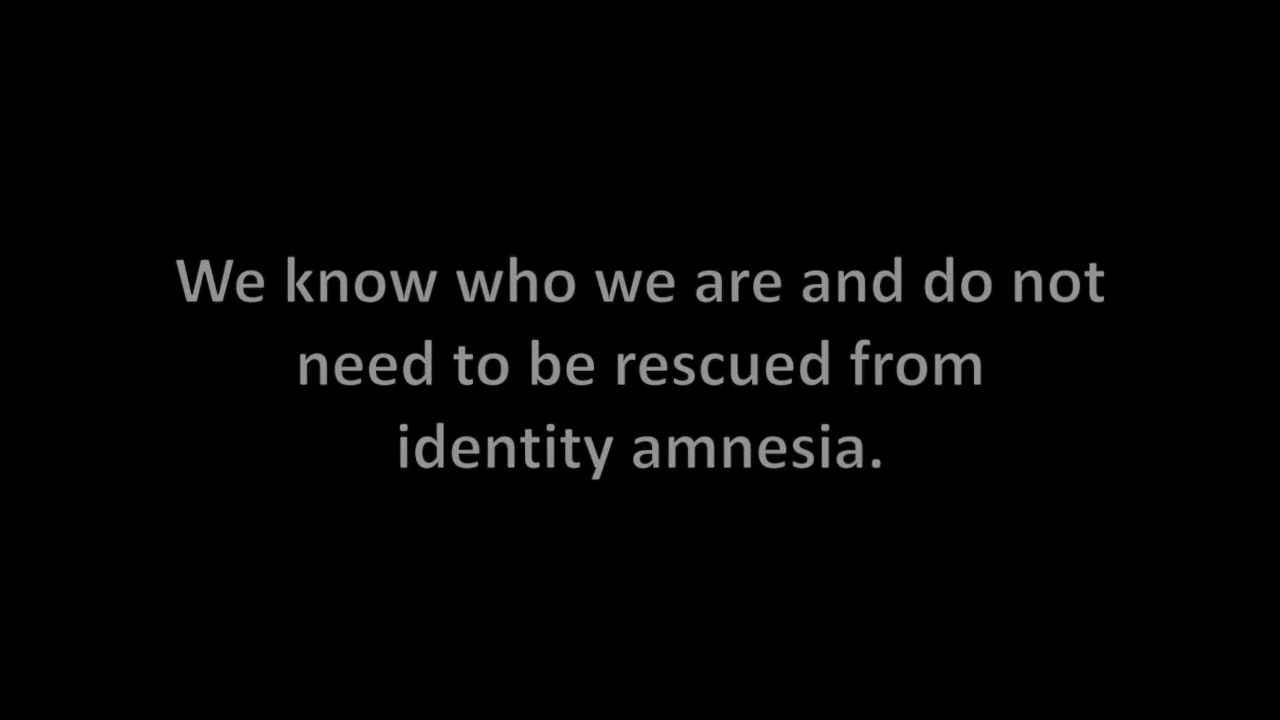 We know who we are and do not
need to be rescued from
identity amnesia.